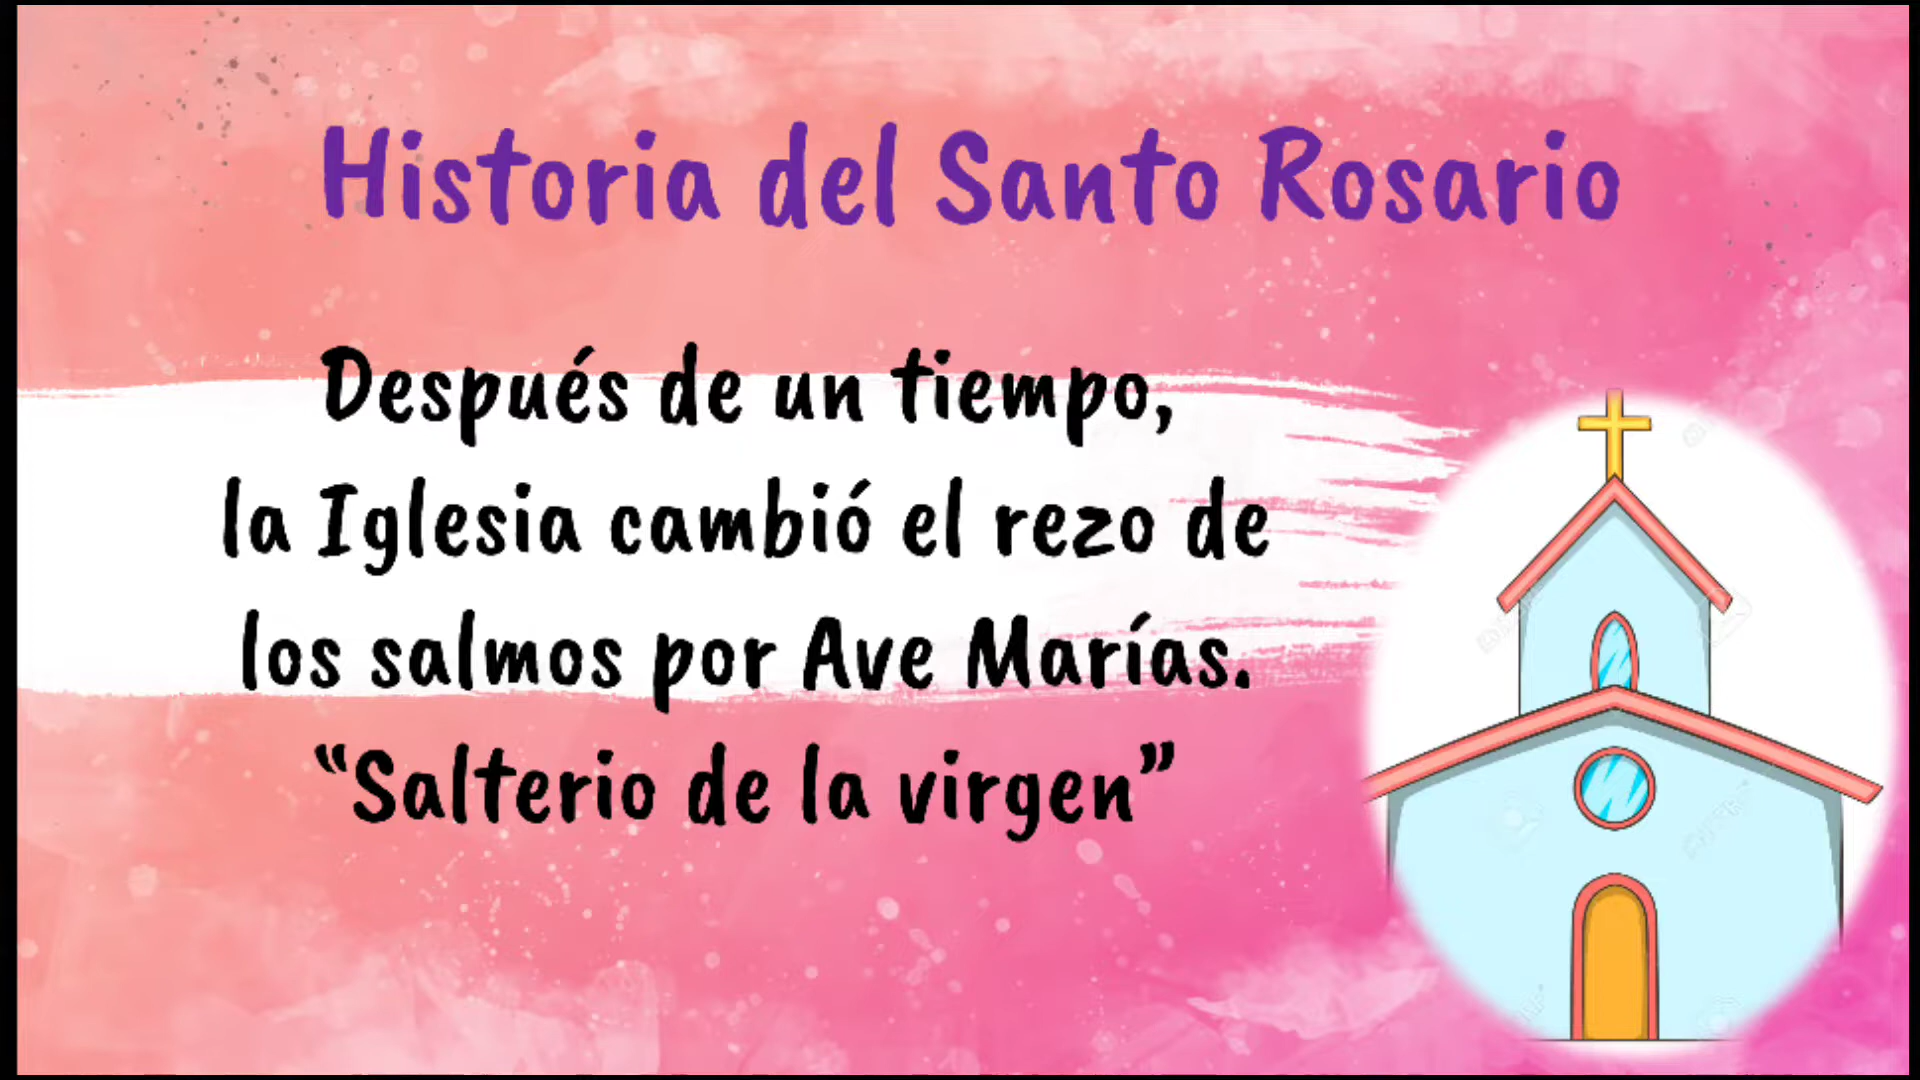 Historia del Santo Rosario
Después de un tiempo,
la Iglesia cambió el rezo de
los salmos por Ave Marías.
“Salterio de la virgen”